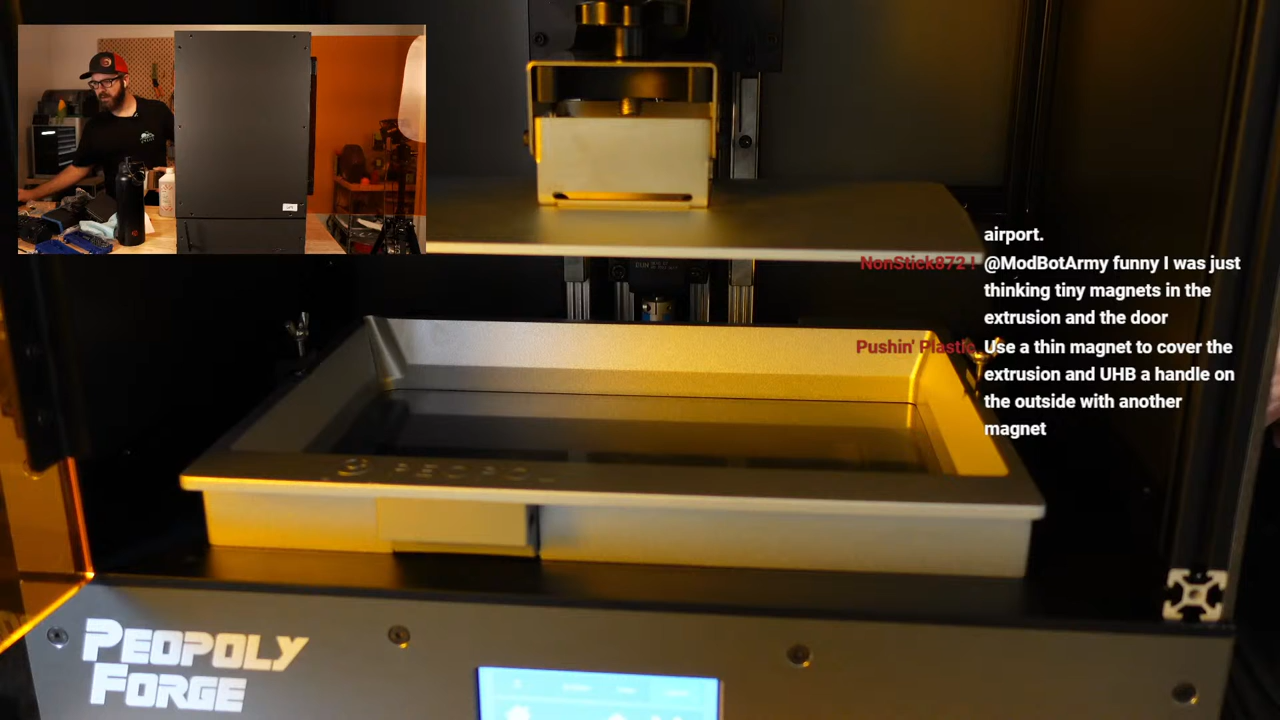 airport.
NonStick872 ! @ModBotArmy funny I was just
thinking tiny magnets in the
extrusion and the door
Pushin' Plastic Use a thin magnet to cover the
extrusion and UHB a handle on
the outside with another
magnet
PEOPOLY
FORGE